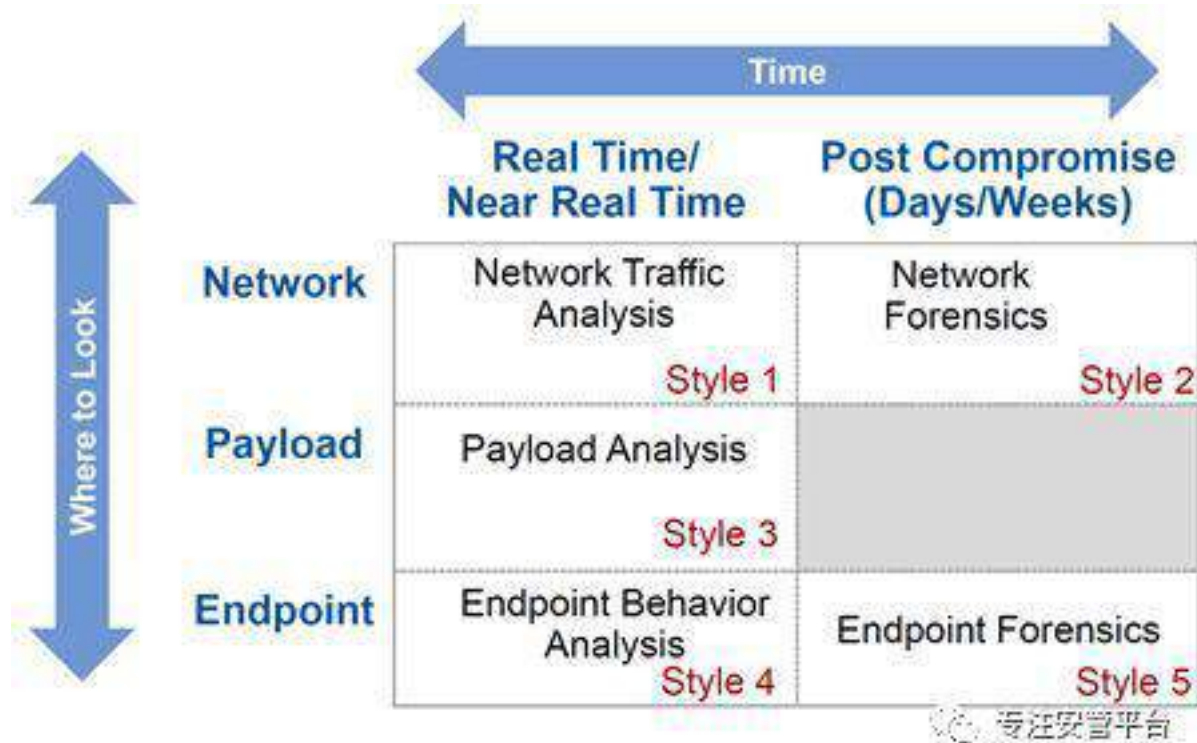 Time
Real Time/
Near Real Time
Post Compromise
(Days/Weeks)
Where to Look
Network
Network Traffic
Analysis
Style 1
Network
Forensics
Style 2
Payload
Payload Analysis
Style 3
Endpoint
Endpoint Behavior
Analysis
Style 4
Endpoint Forensics
Style 5
专注安管平台